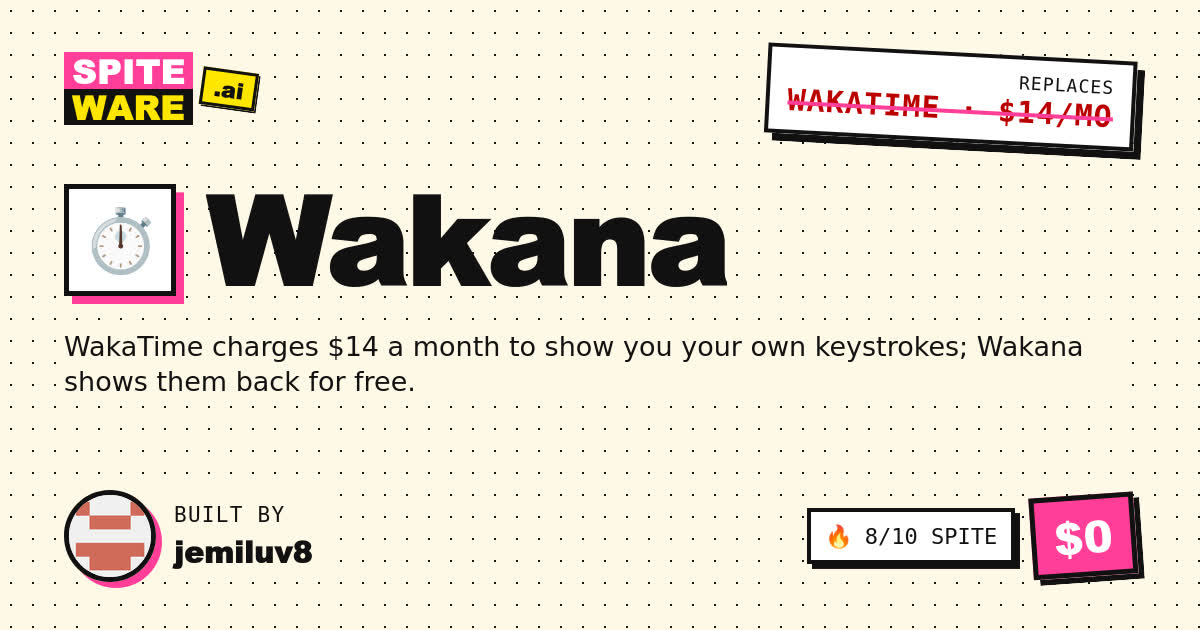 SPITE
WARE
.ai
REPLACES
WAKATIME · $14/MO
Wakana
WakaTime charges $14 a month to show you your own keystrokes; Wakana
shows them back for free.
BUILT BY
jemiluv8
🔥 8/10 SPITE
$0